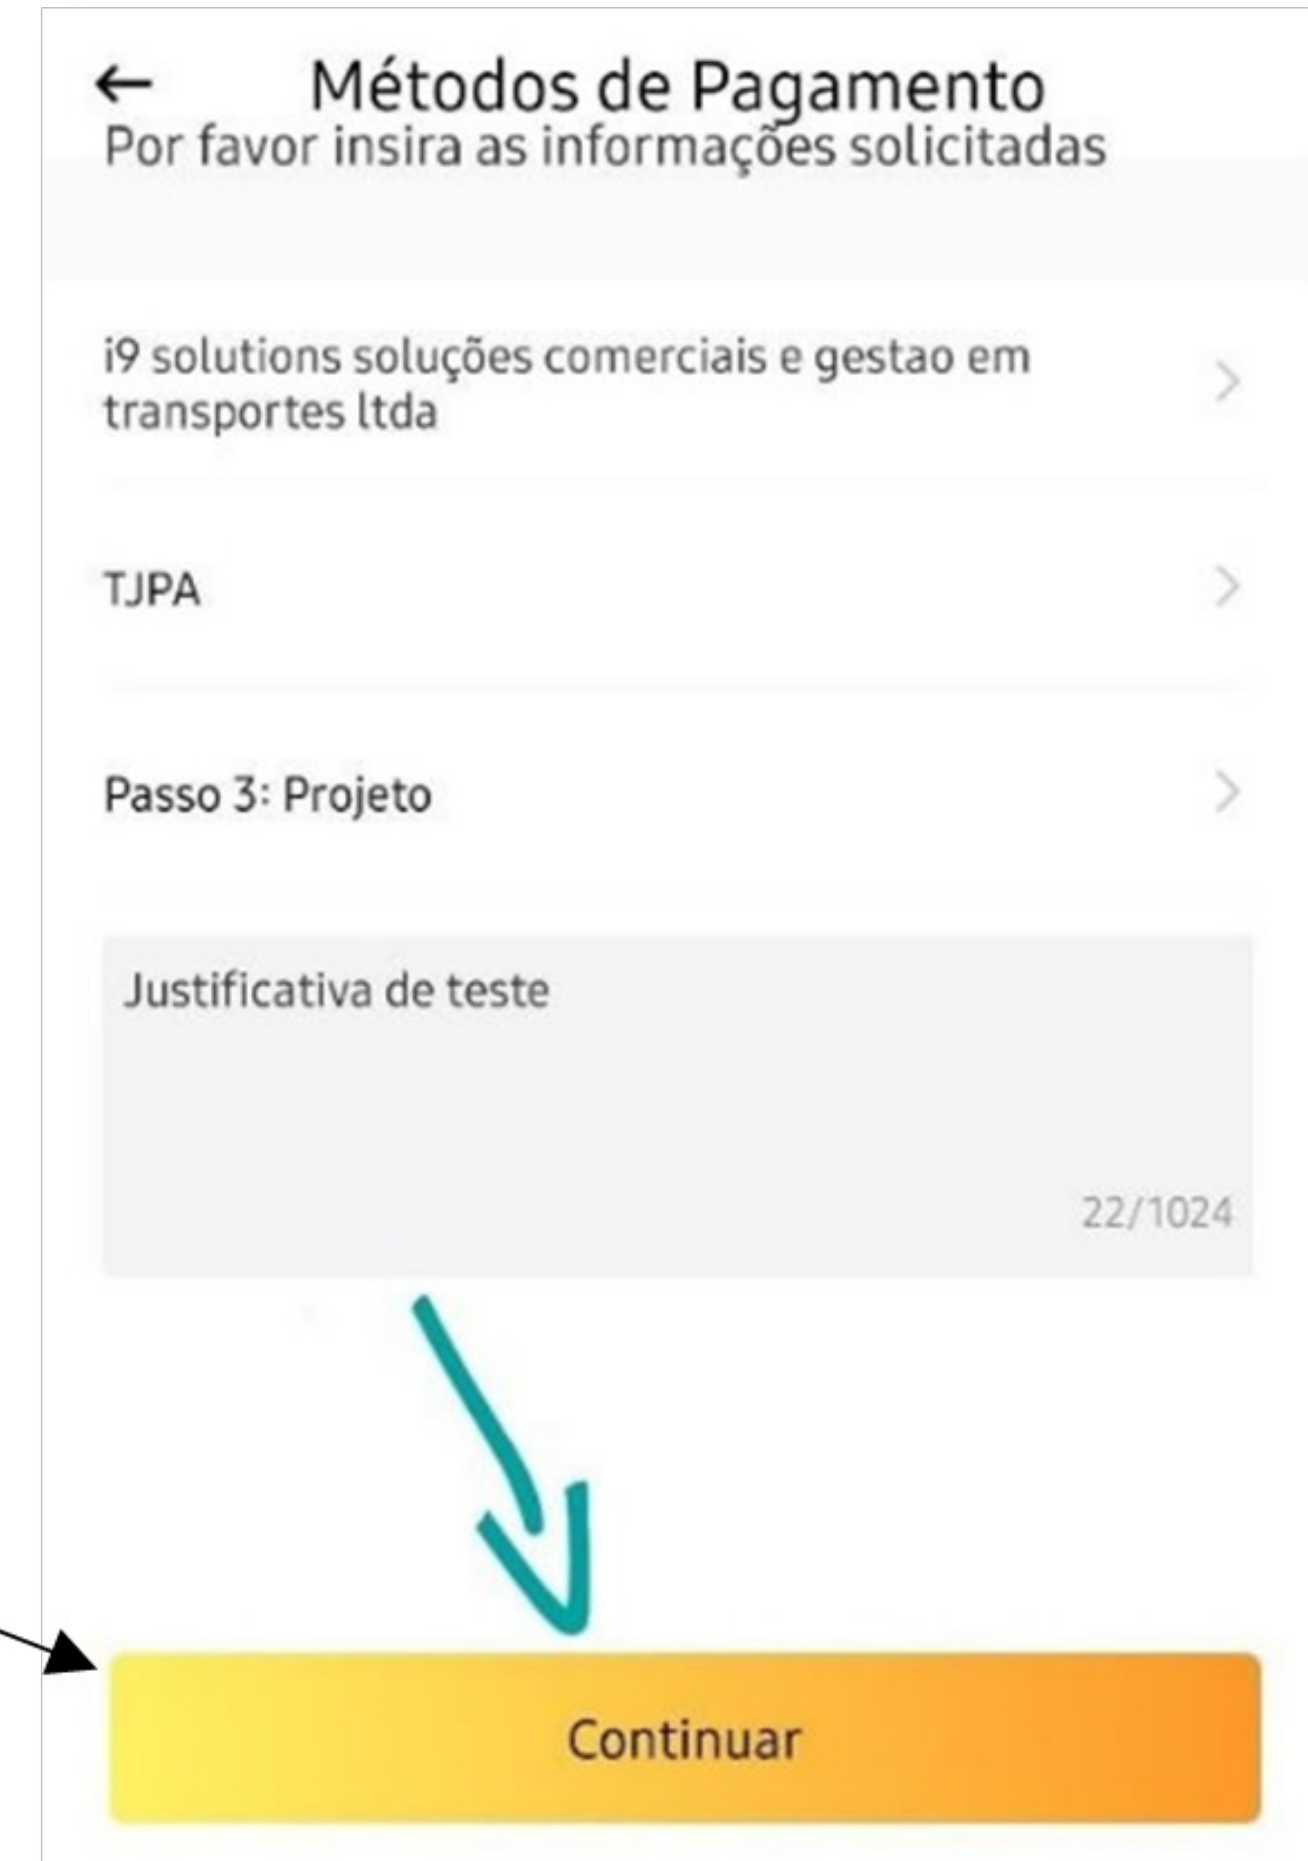 Métodos de Pagamento
Por favor insira as informações solicitadas
i9 solutions soluções comerciais e gestao em
transportes ltda
TJPA
Passo 3: Projeto
Justificativa de teste
22/1024
Continuar